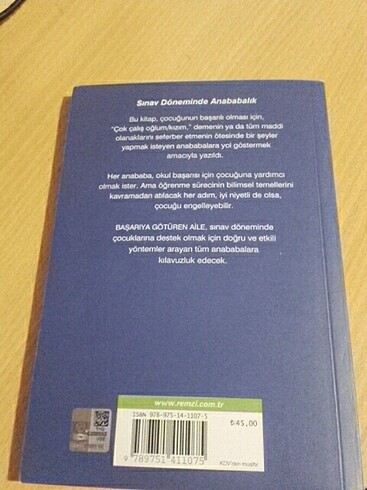 Sınav Döneminde Anababalık
Bu kitap, çocuğunun başarılı olması için,
"Çok çalış oğlum/kızım," demenin ya da tüm maddi
olanaklarını seferber etmenin ötesinde bir şeyler
yapmak isteyen anababalara yol göstermek
amacıyla yazıldı.
Her anababa, okul başarısı için çocuğuna yardımcı
olmak ister. Ama öğrenme sürecinin bilimsel temellerini
kavramadan atılacak her adım, iyi niyetli de olsa,
çocuğu engelleyebilir.
BAŞARIYA GÖTÜREN AİLE, sınav döneminde
çocuklarına destek olmak için doğru ve etkili
yöntemler arayan tüm anababalara
kılavuzluk edecek.
www.remzi.com.tr
ISBN 978-975-14-1107-5
₺45,00
9 789751 411075
KDV'den muaftır